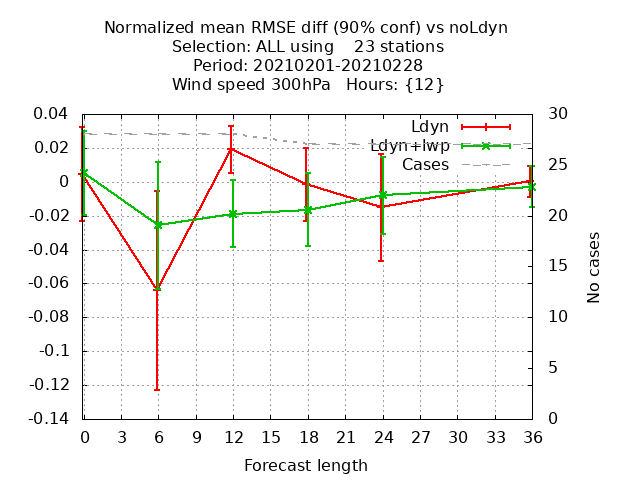 Normalized mean RMSE diff (90% conf) vs noLdyn
Selection: ALL using    23 stations
Period: 20210201-20210228
Wind speed 300hPa   Hours: {12}
0.04
0.02
0
-0.02
-0.04
-0.06
-0.08
-0.1
-0.12
-0.14
Ldyn
Ldyn+lwp
Cases
30
25
20
15
10
5
0
No cases
0 3 6 9 12 15 18 21 24 27 30 33 36
Forecast length